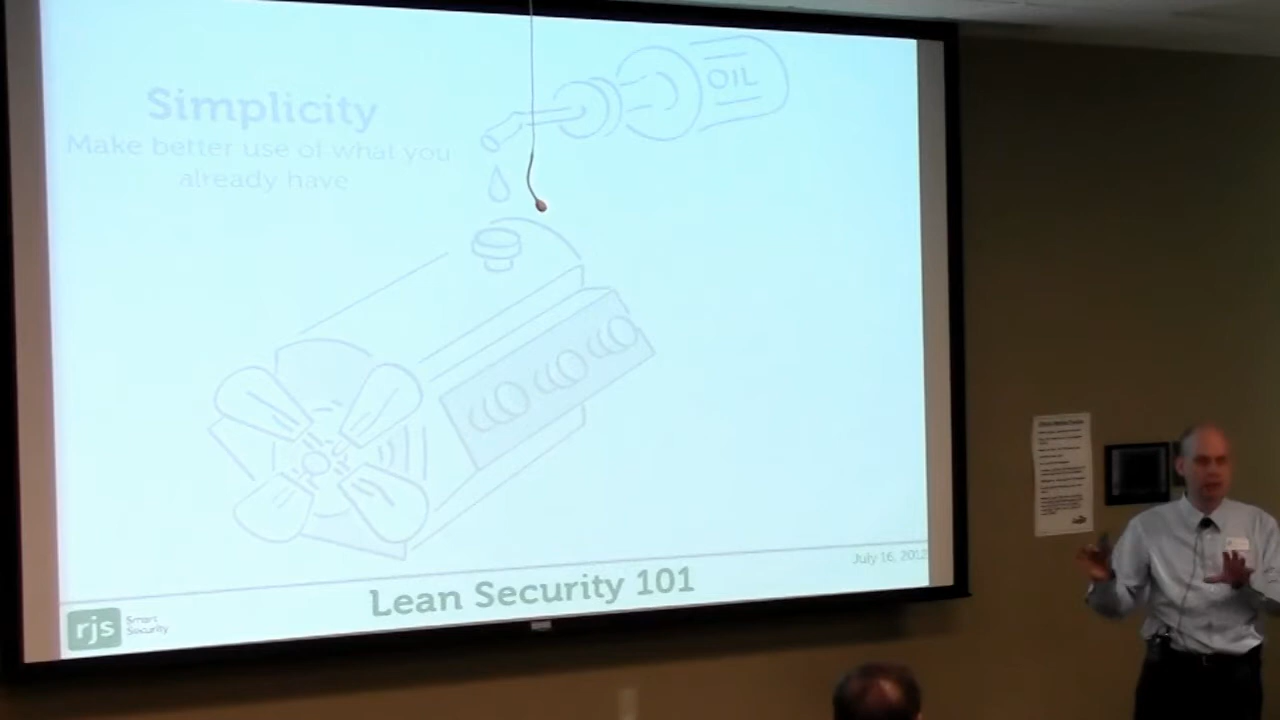 Simplicity
Make better use of what you
already have
OIL
July 16, 2012
Lean Security 101
rjs
Smart
Security